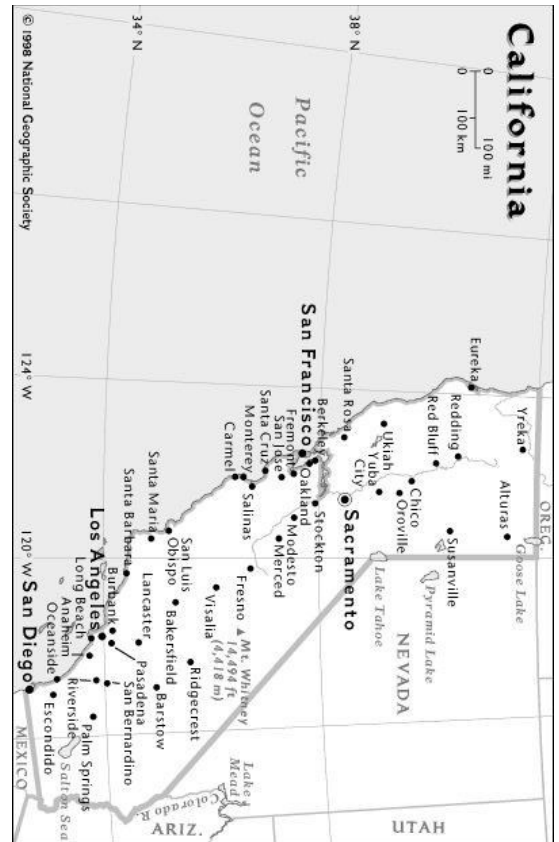 California
0
100 mi
0
100 km
38° N
34° N
124° W
120° W
Pacific
Ocean
© 1998 National Geographic Society
OREG.
Goose Lake
Yreka
Alturas
Eureka
Redding
Susanville
Red Bluff
Pyramid Lake
Chico
Oroville
NEVADA
Ukiah
Yuba
City
Lake Tahoe
Santa Rosa
Sacramento
Berkeley
San Francisco
Oakland
Stockton
Fremont
Modesto
San Jose
Merced
Santa Cruz
Monterey
Salinas
Carmel
Fresno
Mt. Whitney
14,494 ft
(4,418 m)
Visalia
UTAH
Lake
Mead
San Luis
Obispo
Bakersfield
Ridgecrest
Santa Maria
Lancaster
Barstow
Santa Barbara
Burbank
Pasadena
San Bernardino
Los Angeles
Long Beach
Anaheim
Riverside
Palm Springs
Colorado R.
ARIZ.
Oceanside
Escondido
Salton Sea
San Diego
MEXICO